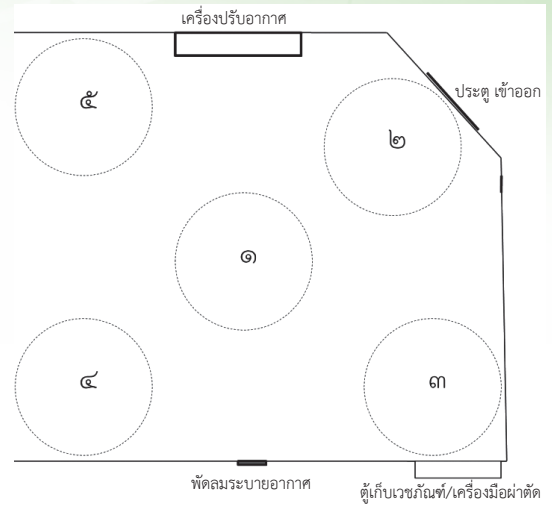 เครื่องปรับอากาศ
ประตู เข้าออก
๕
๒
๑
๔
๓
พัดลมระบายอากาศ
ตู้เก็บเวชภัณฑ์/เครื่องมือผ่าตัด